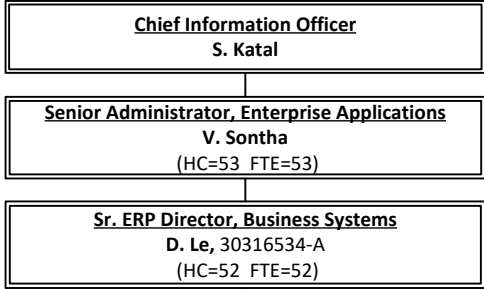 Chief Information Officer
S. Katal
Senior Administrator, Enterprise Applications
V. Sontha
(HC=53 FTE=53)
Sr. ERP Director, Business Systems
D. Le, 30316534-A
(HC=52 FTE=52)